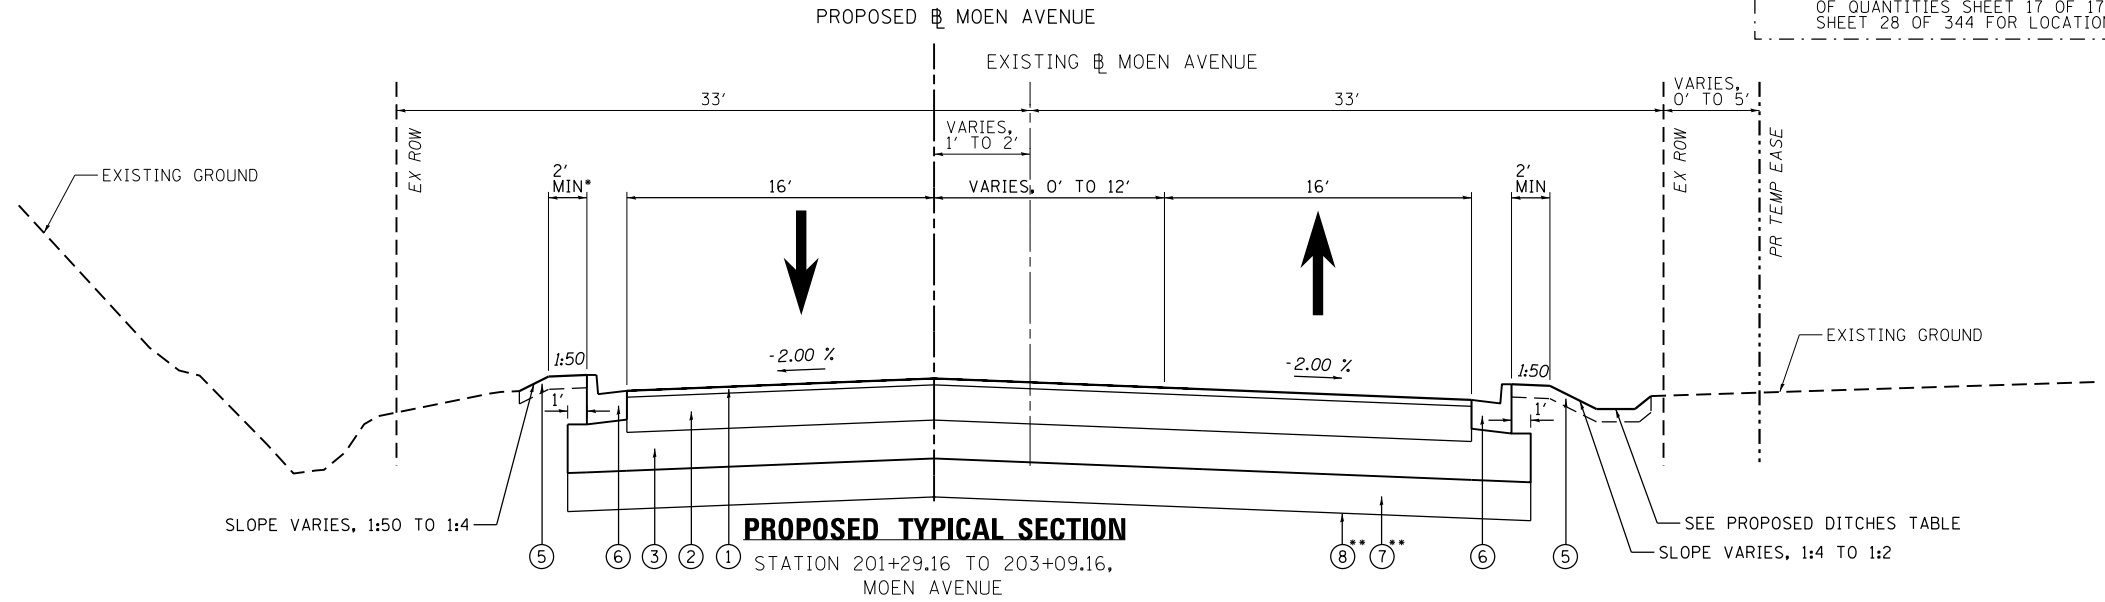 PROPOSED ℄ MOEN AVENUE
OF QUANTITIES SHEET 17 OF 17
SHEET 28 OF 344 FOR LOCATION
EXISTING ℄ MOEN AVENUE
33'
33'
VARIES,
0' TO 5'
VARIES,
1' TO 2'
EX ROW
EX ROW
PR TEMP EASE
EXISTING GROUND
2'
MIN*
16'
VARIES, 0' TO 12'
16'
2'
MIN
EXISTING GROUND
1:50
-2.00 %
-2.00 %
1:50
1'
1'
SLOPE VARIES, 1:50 TO 1:4
SEE PROPOSED DITCHES TABLE
SLOPE VARIES, 1:4 TO 1:2
5
6
3
2
1
8**
7**
6
5
PROPOSED TYPICAL SECTION
STATION 201+29.16 TO 203+09.16,
MOEN AVENUE